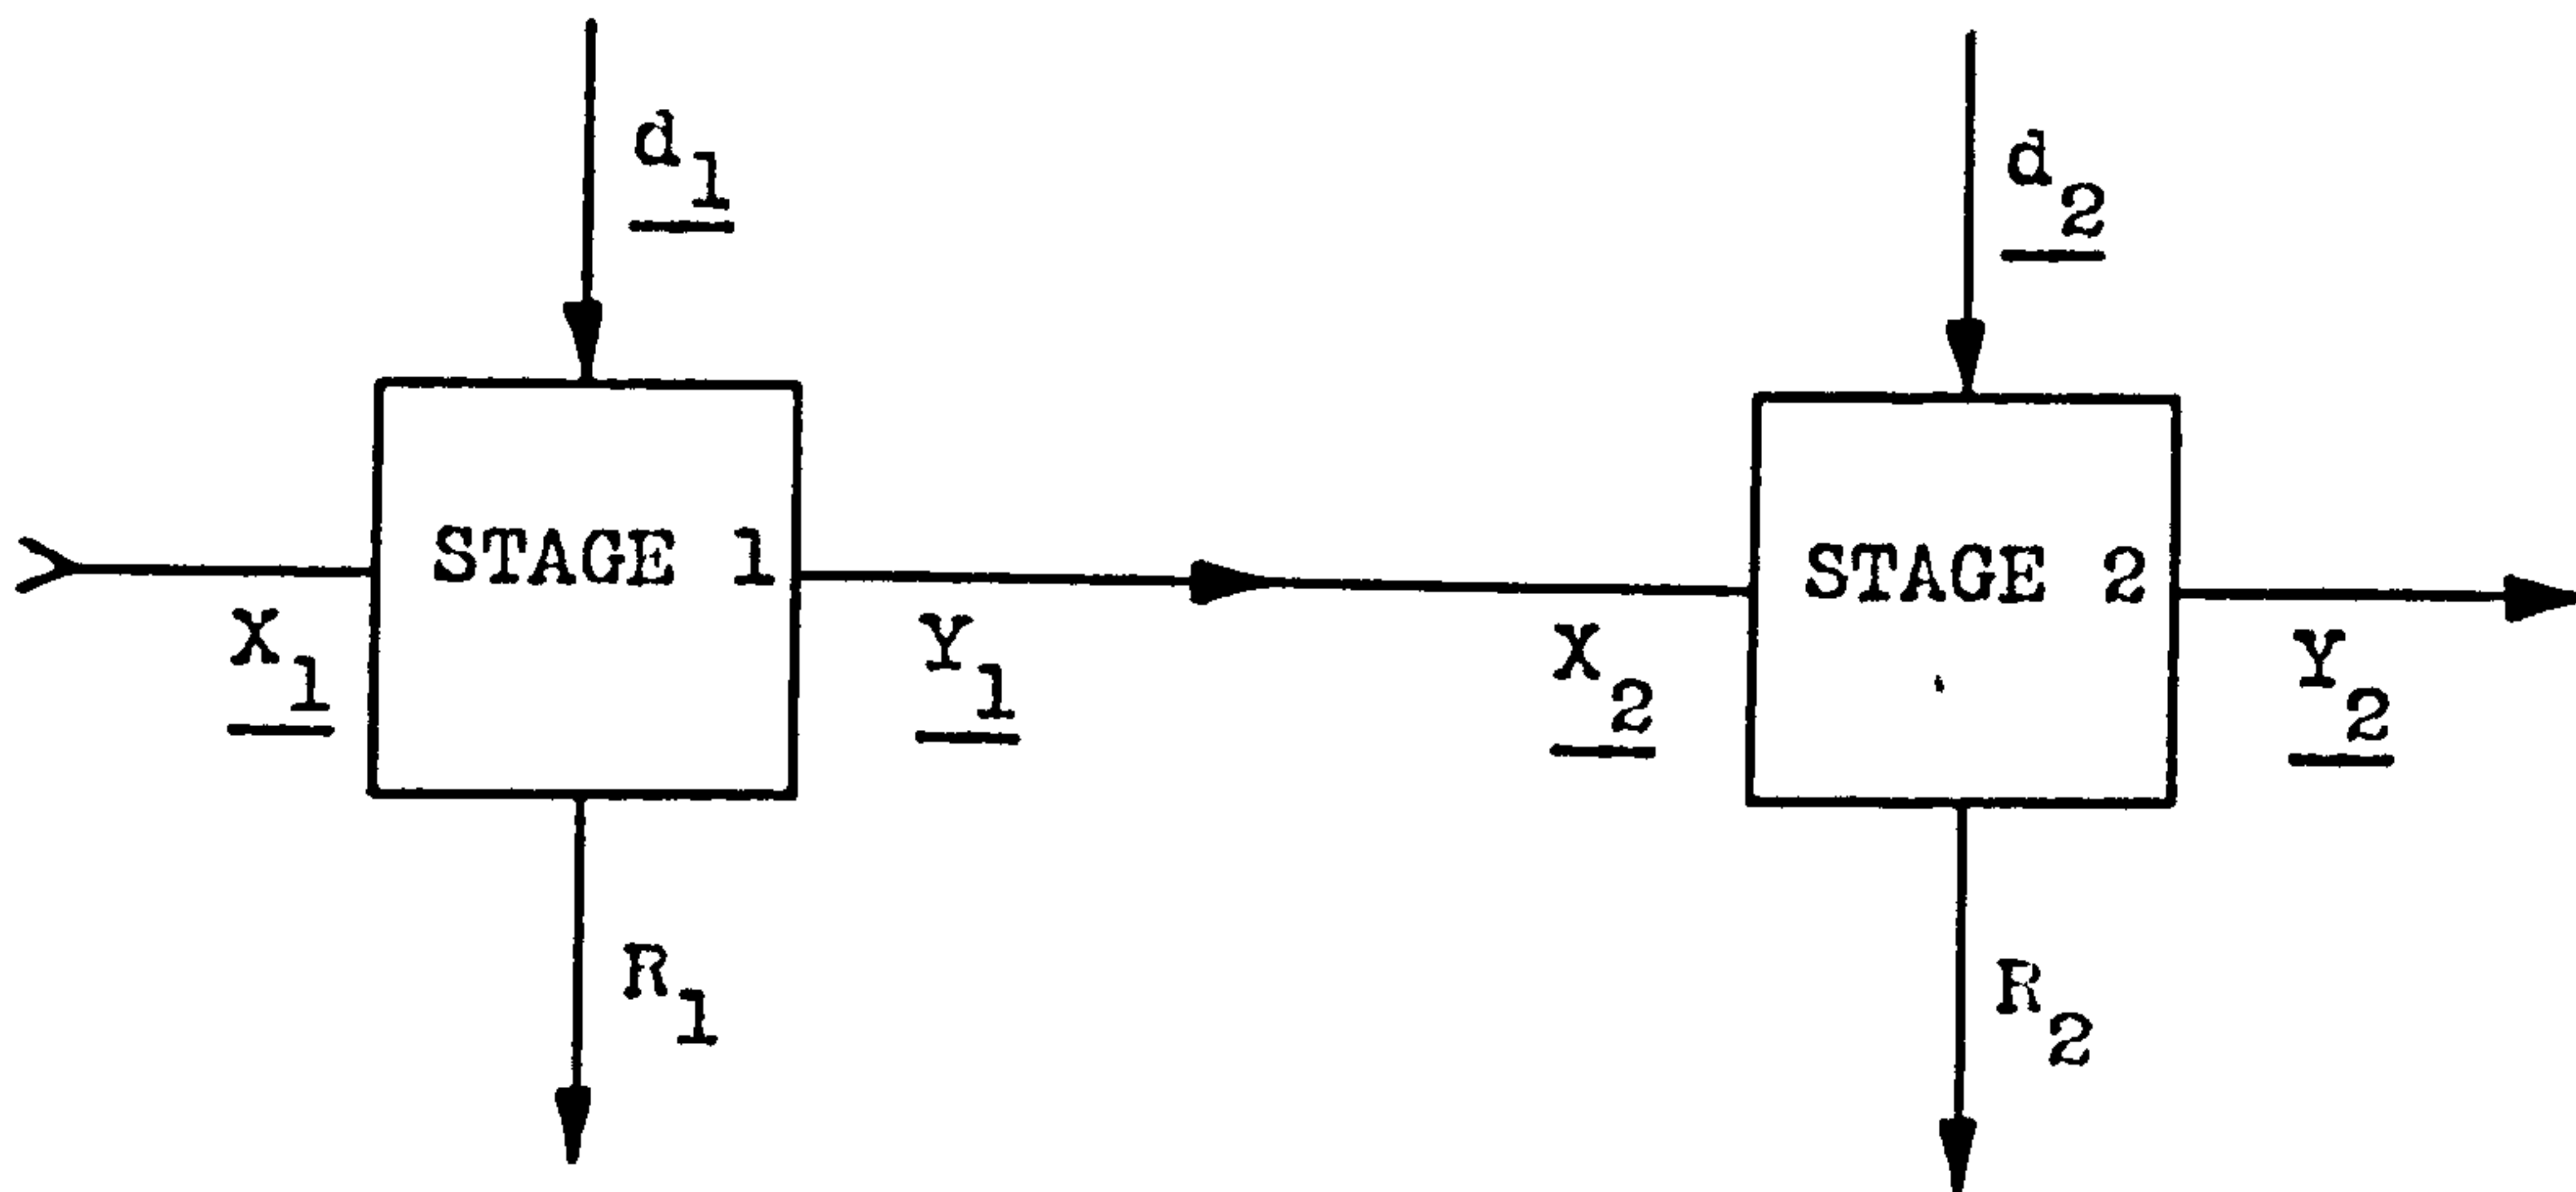 d₁
d₂
STAGE 1
STAGE 2
X₁
Y₁
X₂
Y₂
R₁
R₂